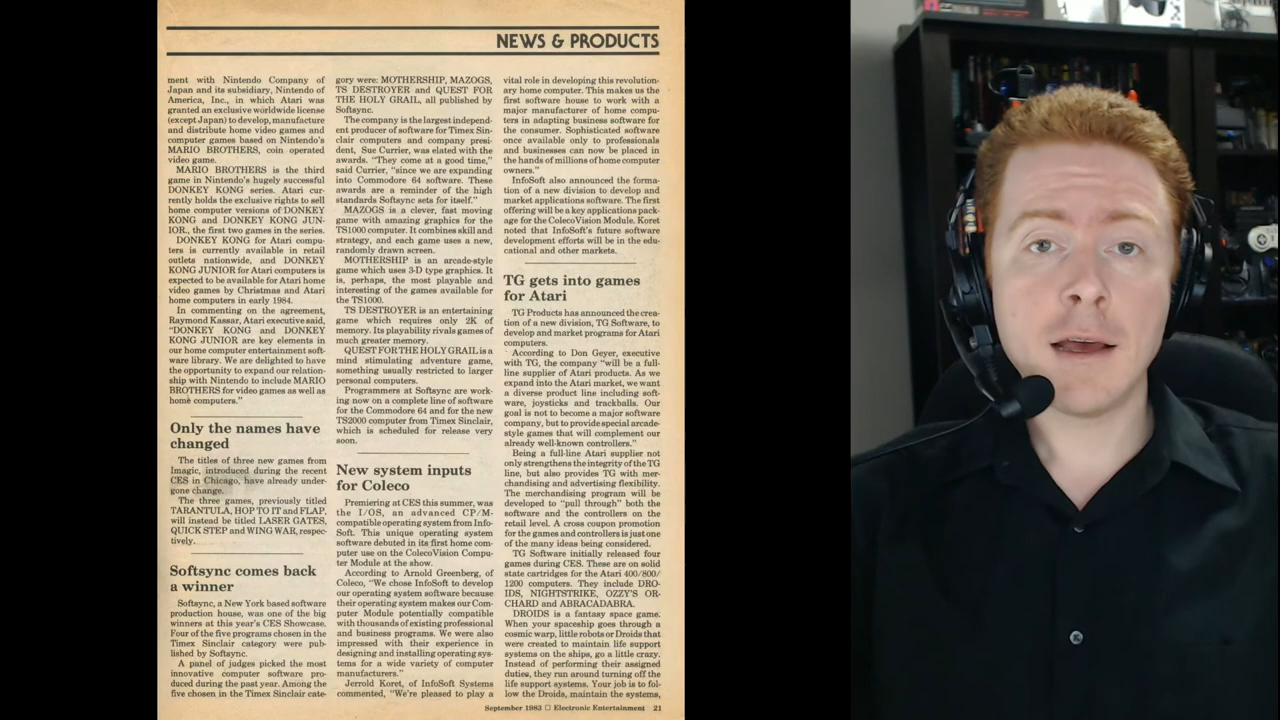 NEWS & PRODUCTS
ment with Nintendo Company of
Japan and its subsidiary, Nintendo of
America, Inc., in which Atari was
granted an exclusive worldwide license
(except Japan) to develop, manufacture
and distribute home video games and
computer games based on Nintendo's
MARIO BROTHERS, coin operated
video game.
MARIO BROTHERS is the third
game in Nintendo's hugely successful
DONKEY KONG series. Atari cur-
rently holds the exclusive rights to sell
home computer versions of DONKEY
KONG and DONKEY KONG JUN-
IOR., the first two games in the series.
DONKEY KONG for Atari compu-
ters is currently available in retail
outlets nationwide, and DONKEY
KONG JUNIOR for Atari computers is
expected to be available for Atari home
video games by Christmas and Atari
home computers in early 1984.
In commenting on the agreement,
Raymond Kassar, Atari executive said,
"DONKEY KONG and DONKEY
KONG JUNIOR are key elements in
our home computer entertainment soft-
ware library. We are delighted to have
the opportunity to expand our relation-
ship with Nintendo to include MARIO
BROTHERS for video games as well as
home computers."
Only the names have
changed
The titles of three new games from
Imagic, introduced during the recent
CES in Chicago, have already under-
gone change.
The three games, previously titled
TARANTULA, HOP TO IT and FLAP,
will instead be titled LASER GATES,
QUICK STEP and WING WAR, respec-
tively.
Softsync comes back
a winner
Softsync, a New York based software
production house, was one of the big
winners at this year's CES Showcase.
Four of the five programs chosen in the
Timex Sinclair category were pub-
lished by Softsync.
A panel of judges picked the most
innovative computer software pro-
duced during the past year. Among the
five chosen in the Timex Sinclair cate-
gory were: MOTHERSHIP, MAZOGS,
TS DESTROYER and QUEST FOR
THE HOLY GRAIL, all published by
Softsync.
The company is the largest independ-
ent producer of software for Timex Sin-
clair computers and company presi-
dent, Sue Currier, was elated with the
awards. "They come at a good time,"
said Currier, "since we are expanding
into Commodore 64 software. These
awards are a reminder of the high
standards Softsync sets for itself."
MAZOGS is a clever, fast moving
game with amazing graphics for the
TS1000 computer. It combines skill and
strategy, and each game uses a new,
randomly drawn screen.
MOTHERSHIP is an arcade-style
game which uses 3-D type graphics. It
is, perhaps, the most playable and
interesting of the games available for
the TS1000.
TS DESTROYER is an entertaining
game which requires only 2K of
memory. Its playability rivals games of
much greater memory.
QUEST FOR THE HOLY GRAIL is a
mind stimulating adventure game,
something usually restricted to larger
personal computers.
Programmers at Softsync are work-
ing now on a complete line of software
for the Commodore 64 and for the new
TS2000 computer from Timex Sinclair,
which is scheduled for release very
soon.
New system inputs
for Coleco
Premiering at CES this summer, was
the I/OS, an advanced CP/M-
compatible operating system from Info-
Soft. This unique operating system
software debuted in its first home com-
puter use on the ColecoVision Compu-
ter Module at the show.
According to Arnold Greenberg, of
Coleco, "We chose InfoSoft to develop
our operating system software because
their operating system makes our Com-
puter Module potentially compatible
with thousands of existing professional
and business programs. We were also
impressed with their experience in
designing and installing operating sys-
tems for a wide variety of computer
manufacturers."
Jerrold Koret, of InfoSoft Systems
commented, "We're pleased to play a
vital role in developing this revolution-
ary home computer. This makes us the
first software house to work with a
major manufacturer of home compu-
ters in adapting business software for
the consumer. Sophisticated software
once available only to professionals
and businesses can now be placed in
the hands of millions of home computer
owners."
InfoSoft also announced the forma-
tion of a new division to develop and
market applications software. The first
offering will be a key applications pack-
age for the ColecoVision Module. Koret
noted that InfoSoft's future software
development efforts will be in the edu-
cational and other markets.
TG gets into games
for Atari
TG Products has announced the crea-
tion of a new division, TG Software, to
develop and market programs for Atari
computers.
According to Don Geyer, executive
with TG, the company "will be a full-
line supplier of Atari products. As we
expand into the Atari market, we want
a diverse product line including soft-
ware, joysticks and trackballs. Our
goal is not to become a major software
company, but to provide special arcade-
style games that will complement our
already well-known controllers."
Being a full-line Atari supplier not
only strengthens the integrity of the TG
line, but also provides TG with mer-
chandising and advertising flexibility.
The merchandising program will be
developed to "pull through" both the
software and the controllers on the
retail level. A cross coupon promotion
for the games and controllers is just one
of the many ideas being considered.
TG Software initially released four
games during CES. These are on solid
state cartridges for the Atari 400/800/
1200 computers. They include DRO-
IDS, NIGHTSTRIKE, OZZY'S OR-
CHARD and ABRACADABRA.
DROIDS is a fantasy space game.
When your spaceship goes through a
cosmic warp, little robots or Droids that
were created to maintain life support
systems on the ships, go a little crazy.
Instead of performing their assigned
duties, they run around turning off the
life support systems. Your job is to fol-
low the Droids, maintain the systems,
September 1983 □ Electronic Entertainment 21